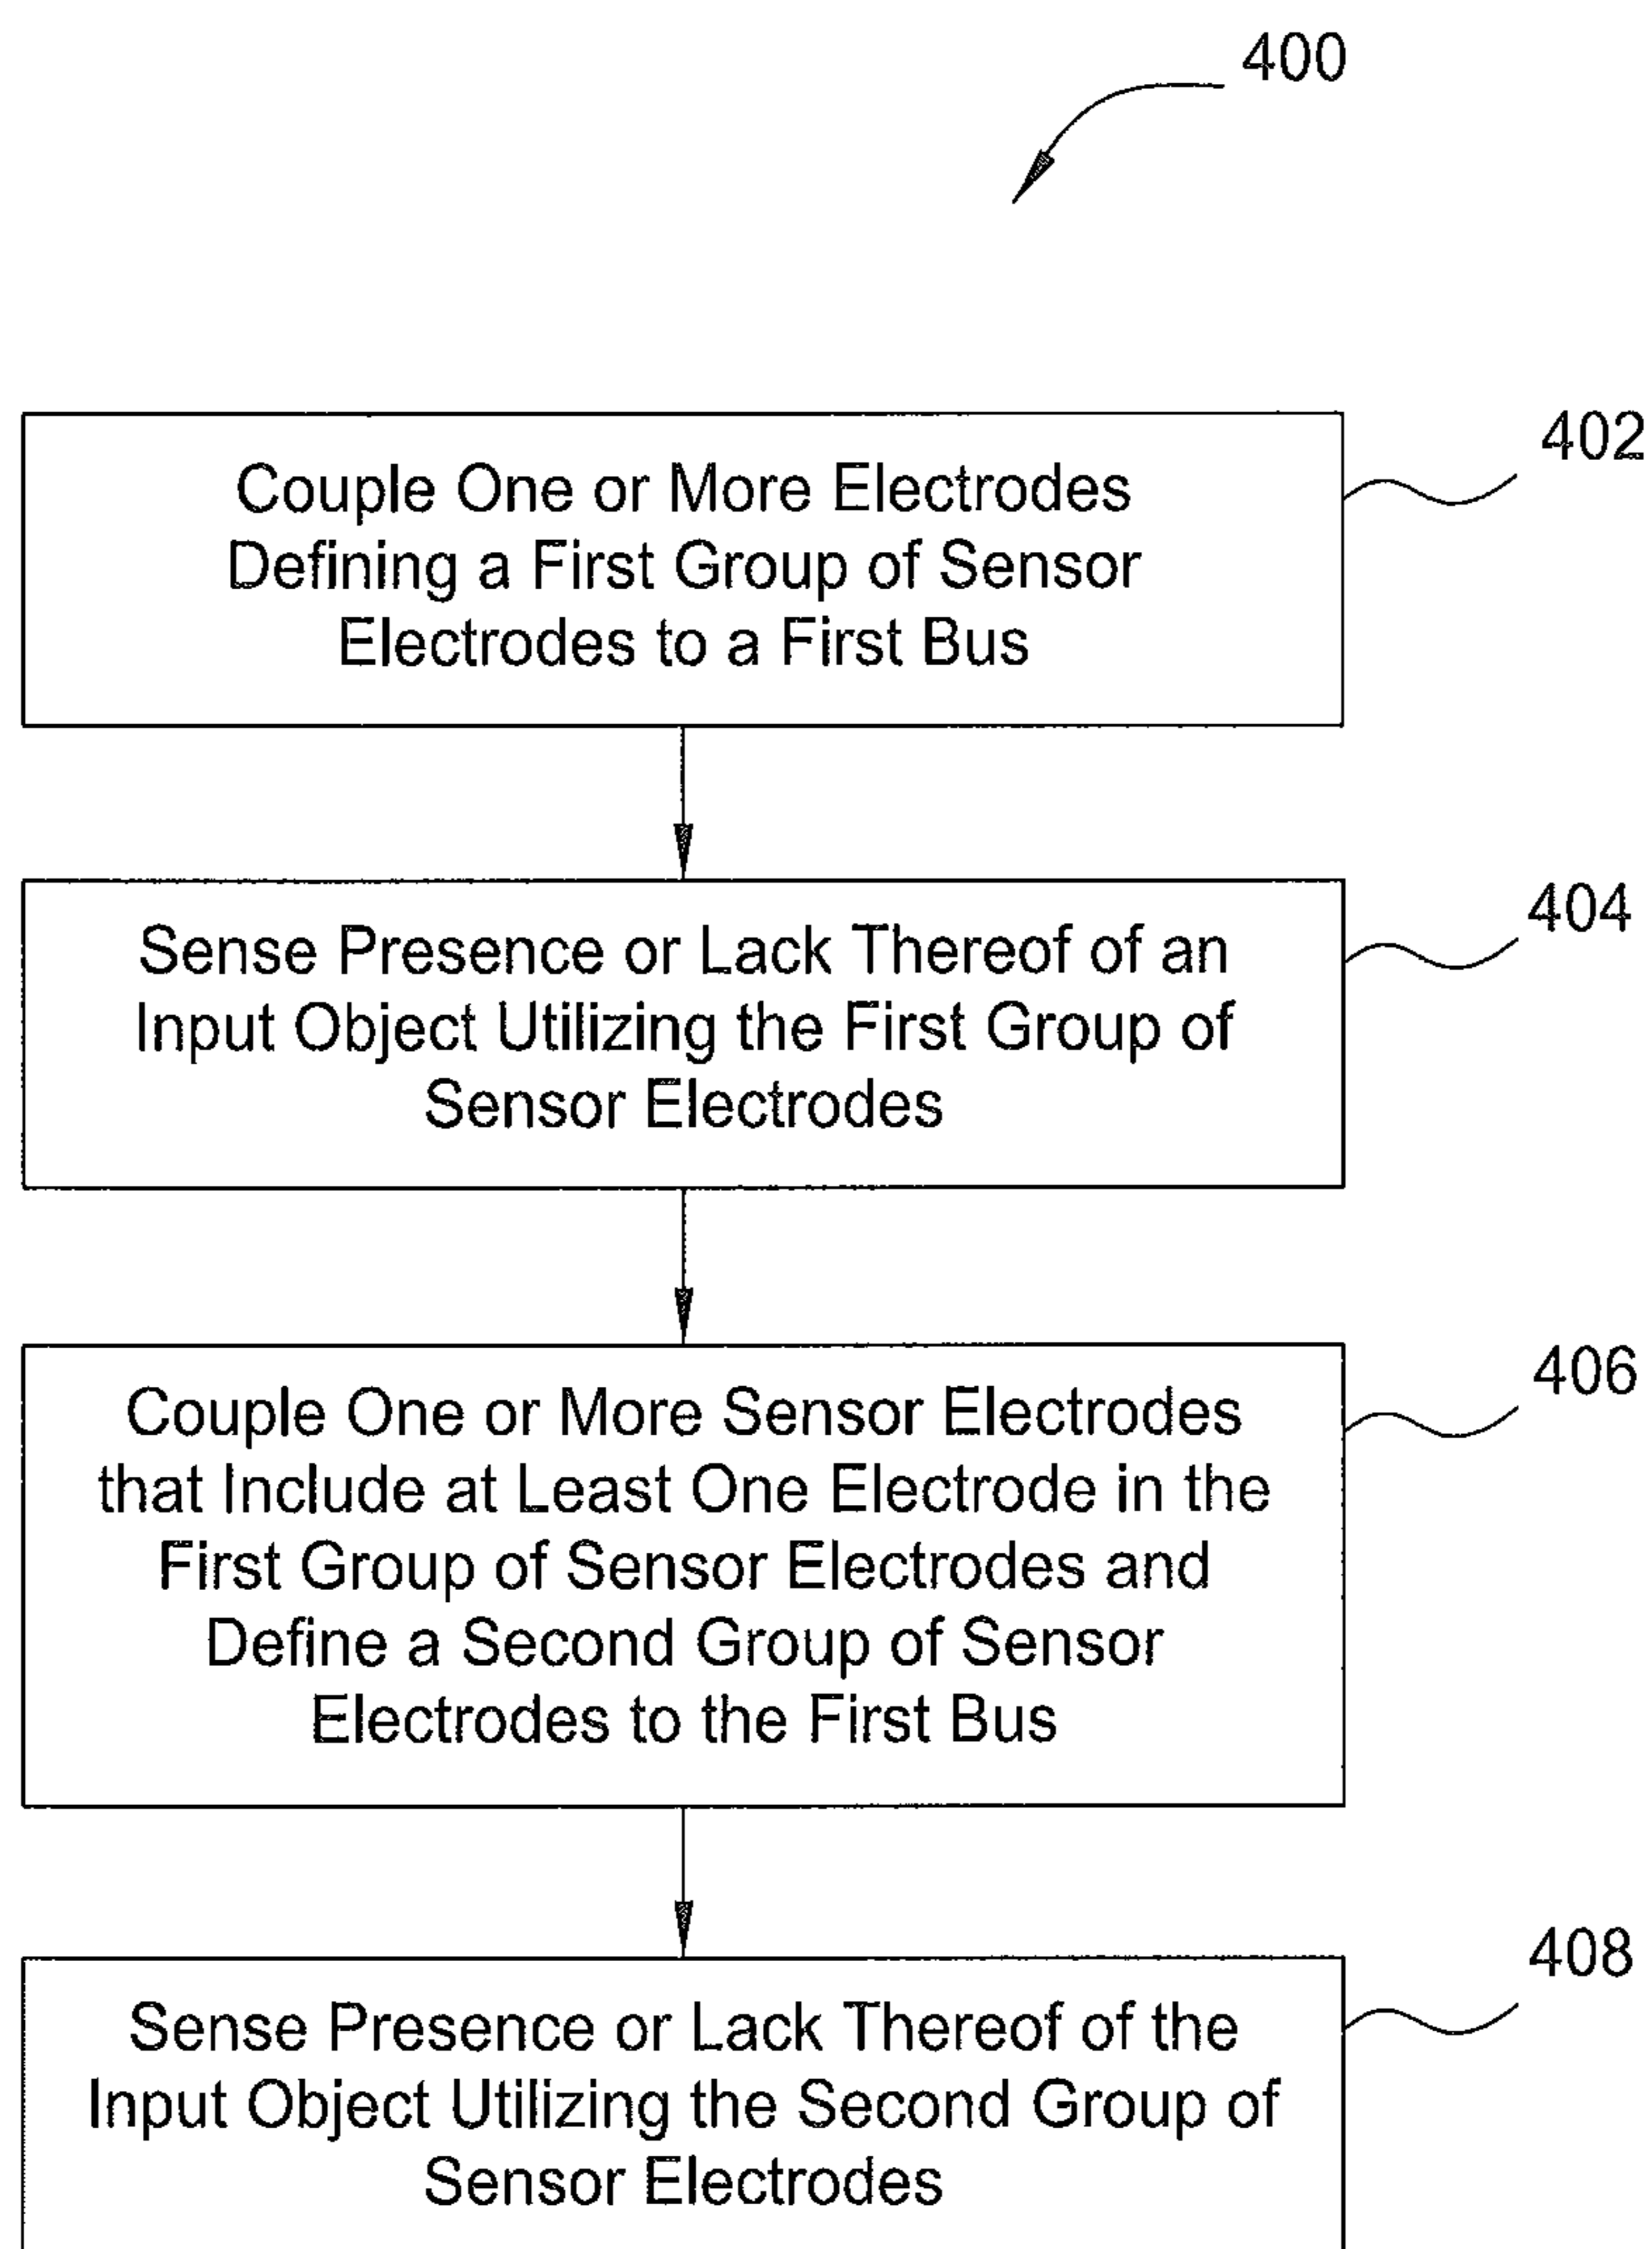 400
402
Couple One or More Electrodes
Defining a First Group of Sensor
Electrodes to a First Bus
404
Sense Presence or Lack Thereof of an
Input Object Utilizing the First Group of
Sensor Electrodes
406
Couple One or More Sensor Electrodes
that Include at Least One Electrode in the
First Group of Sensor Electrodes and
Define a Second Group of Sensor
Electrodes to the First Bus
408
Sense Presence or Lack Thereof of the
Input Object Utilizing the Second Group of
Sensor Electrodes